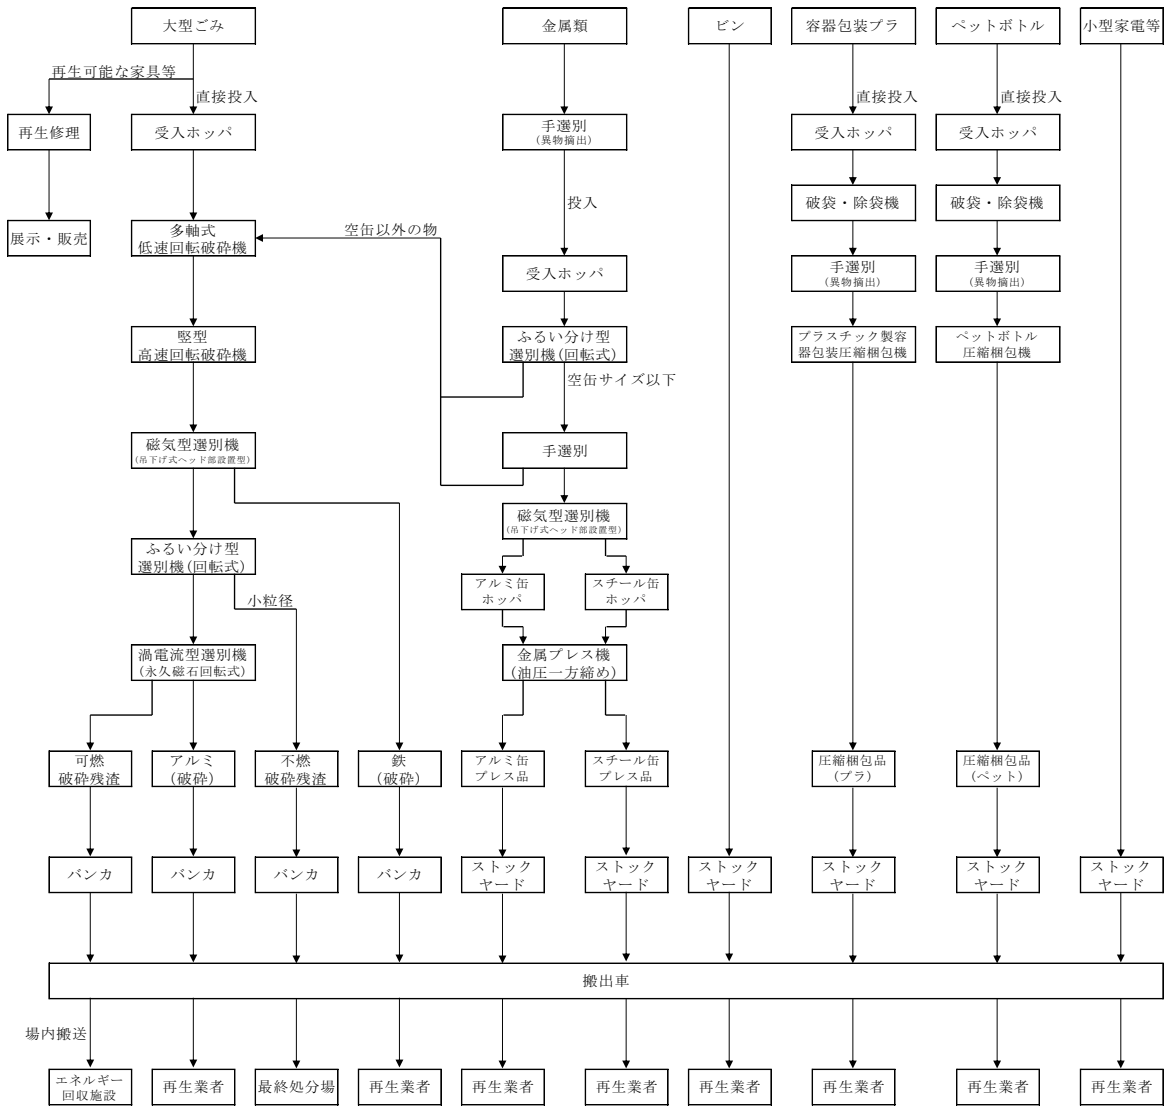 大型ごみ
金属類
ビン
容器包装プラ
ペットボトル
小型家電等
再生可能な家具等
直接投入
直接投入
直接投入
再生修理
受入ホッパ
手選別
(異物摘出)
受入ホッパ
受入ホッパ
投入
破袋・除袋機
破袋・除袋機
展示・販売
多軸式
低速回転破砕機
空缶以外の物
受入ホッパ
手選別
(異物摘出)
手選別
(異物摘出)
竪型
高速回転破砕機
ふるい分け型
選別機(回転式)
プラスチック製容
器包装圧縮梱包機
ペットボトル
圧縮梱包機
空缶サイズ以下
磁気型選別機
(吊下げ式ヘッド部設置型)
手選別
磁気型選別機
(吊下げ式ヘッド部設置型)
ふるい分け型
選別機(回転式)
小粒径
アルミ缶
ホッパ
スチール缶
ホッパ
渦電流型選別機
(永久磁石回転式)
金属プレス機
(油圧一方締め)
可燃
破砕残渣
アルミ
(破砕)
不燃
破砕残渣
鉄
(破砕)
アルミ缶
プレス品
スチール缶
プレス品
圧縮梱包品
(プラ)
圧縮梱包品
(ペット)
バンカ
バンカ
バンカ
バンカ
ストック
ヤード
ストック
ヤード
ストック
ヤード
ストック
ヤード
ストック
ヤード
ストック
ヤード
搬出車
場内搬送
エネルギー
回収施設
再生業者
最終処分場
再生業者
再生業者
再生業者
再生業者
再生業者
再生業者
再生業者